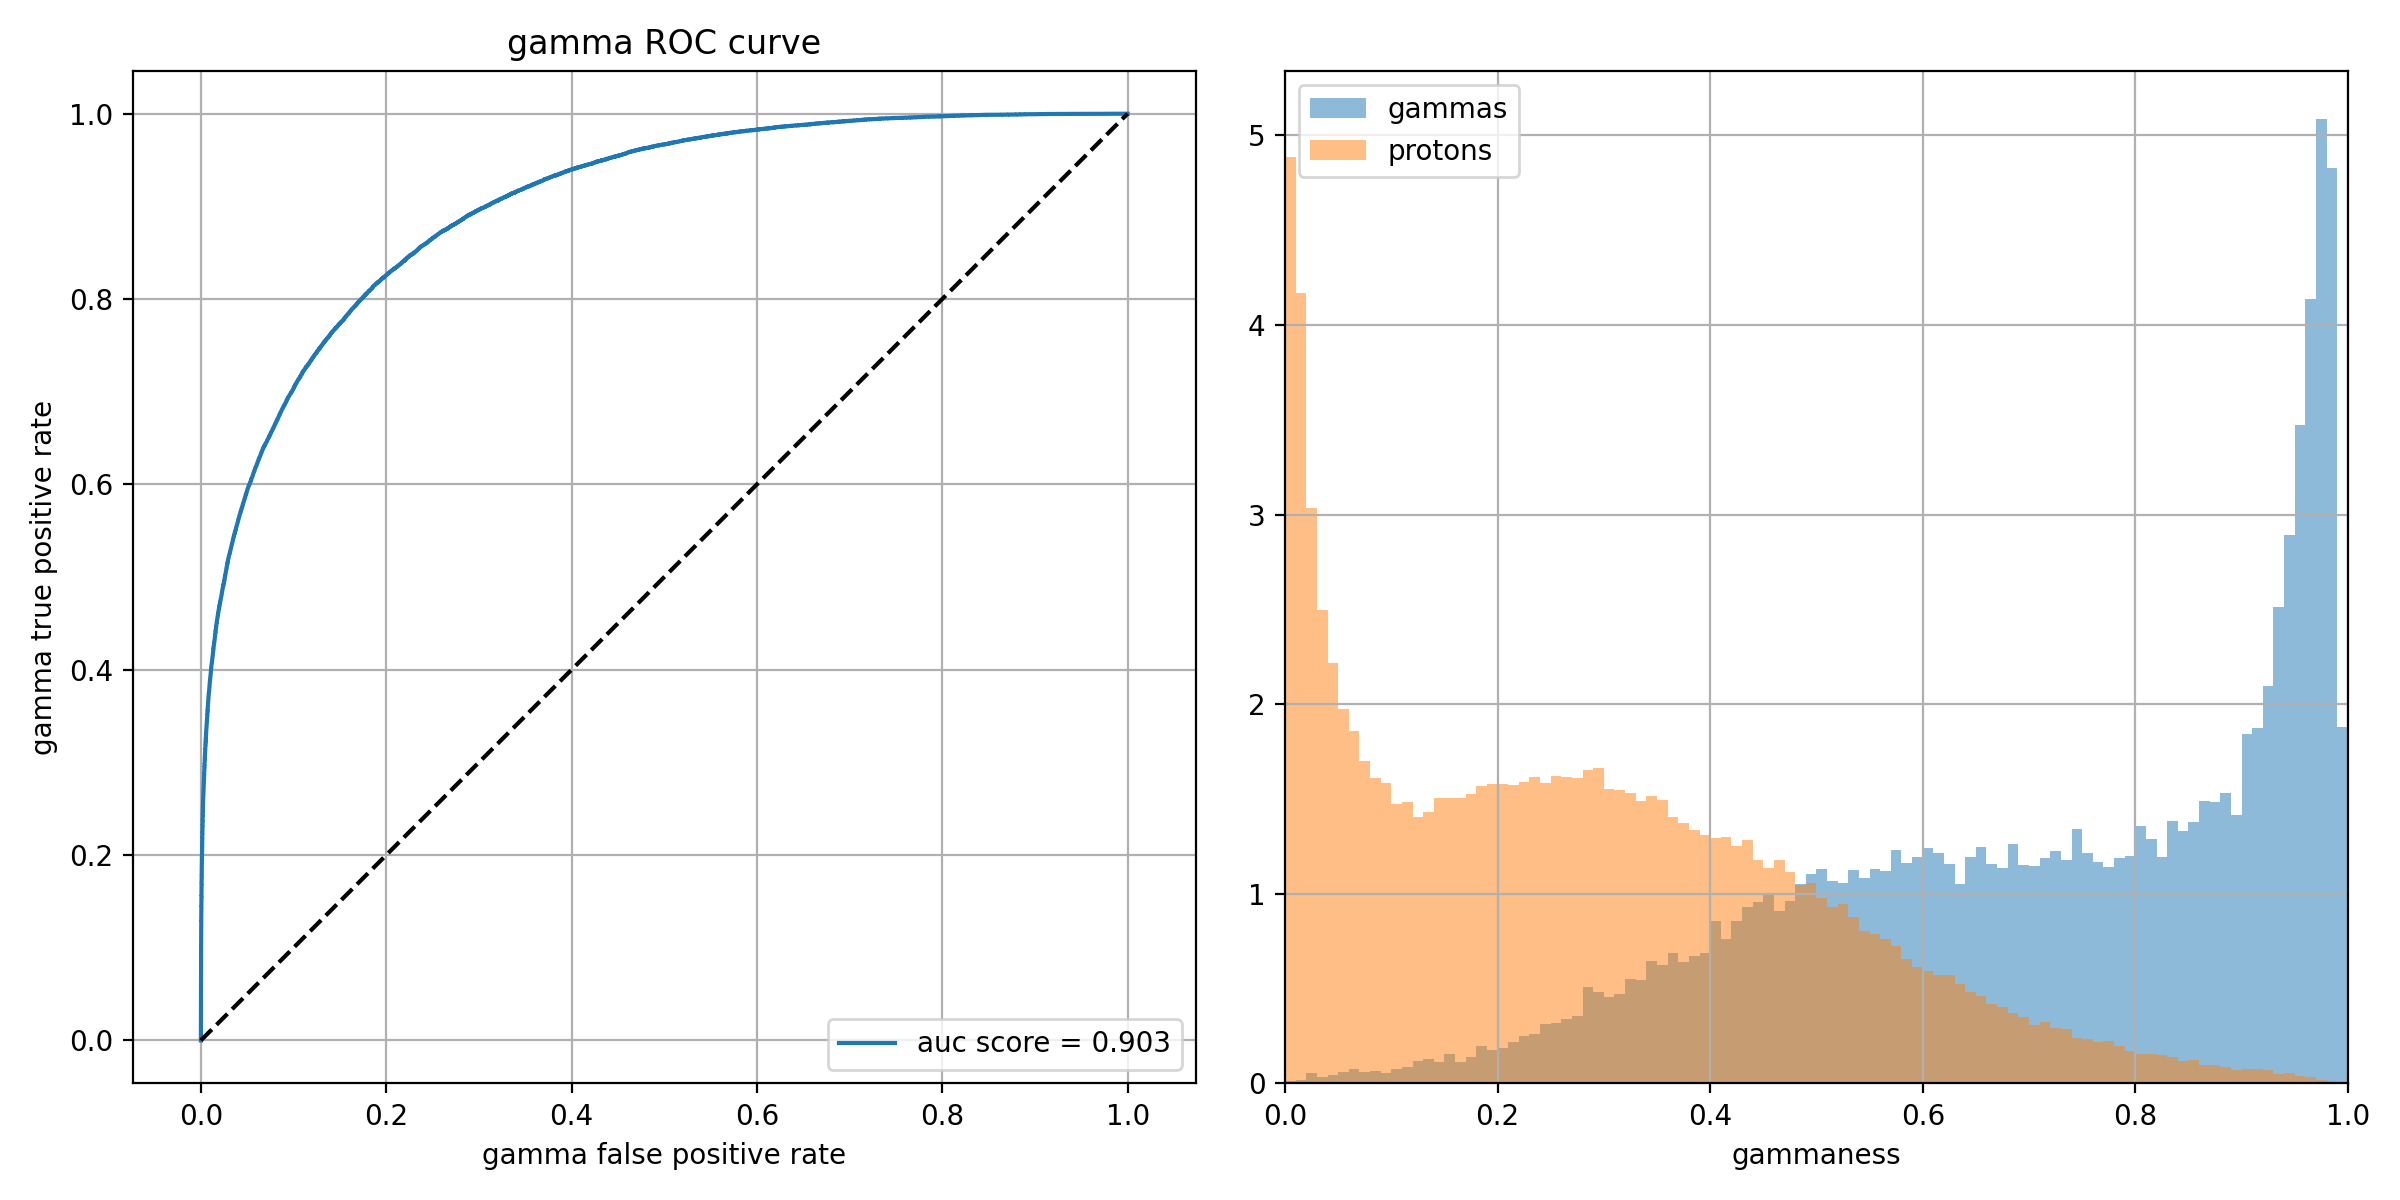 gamma ROC curve
gamma true positive rate
1.0
0.8
0.6
0.4
0.2
0.0
0.0 0.2 0.4 0.6 0.8 1.0
gamma false positive rate
auc score = 0.903
gammas
protons
5
4
3
2
1
0
0.0 0.2 0.4 0.6 0.8 1.0
gammaness